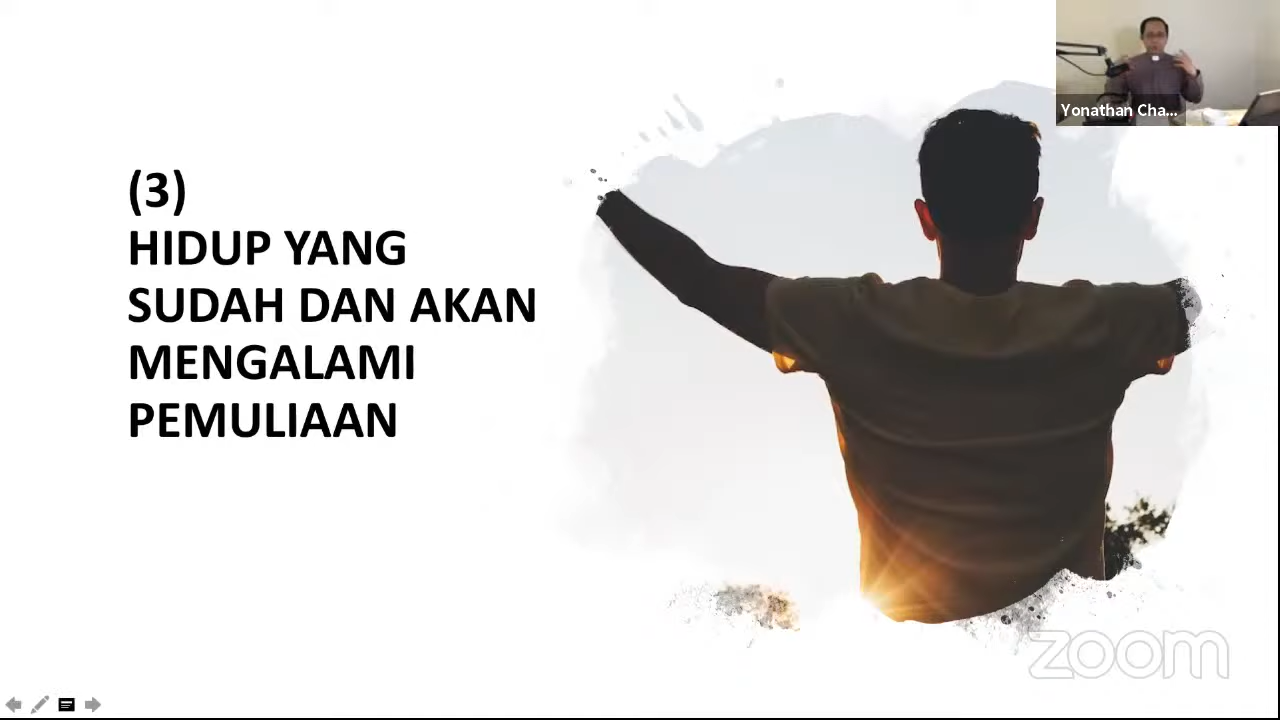 Yonathan Cha...
(3)
HIDUP YANG
SUDAH DAN AKAN
MENGALAMI
PEMULIAAN
zoom